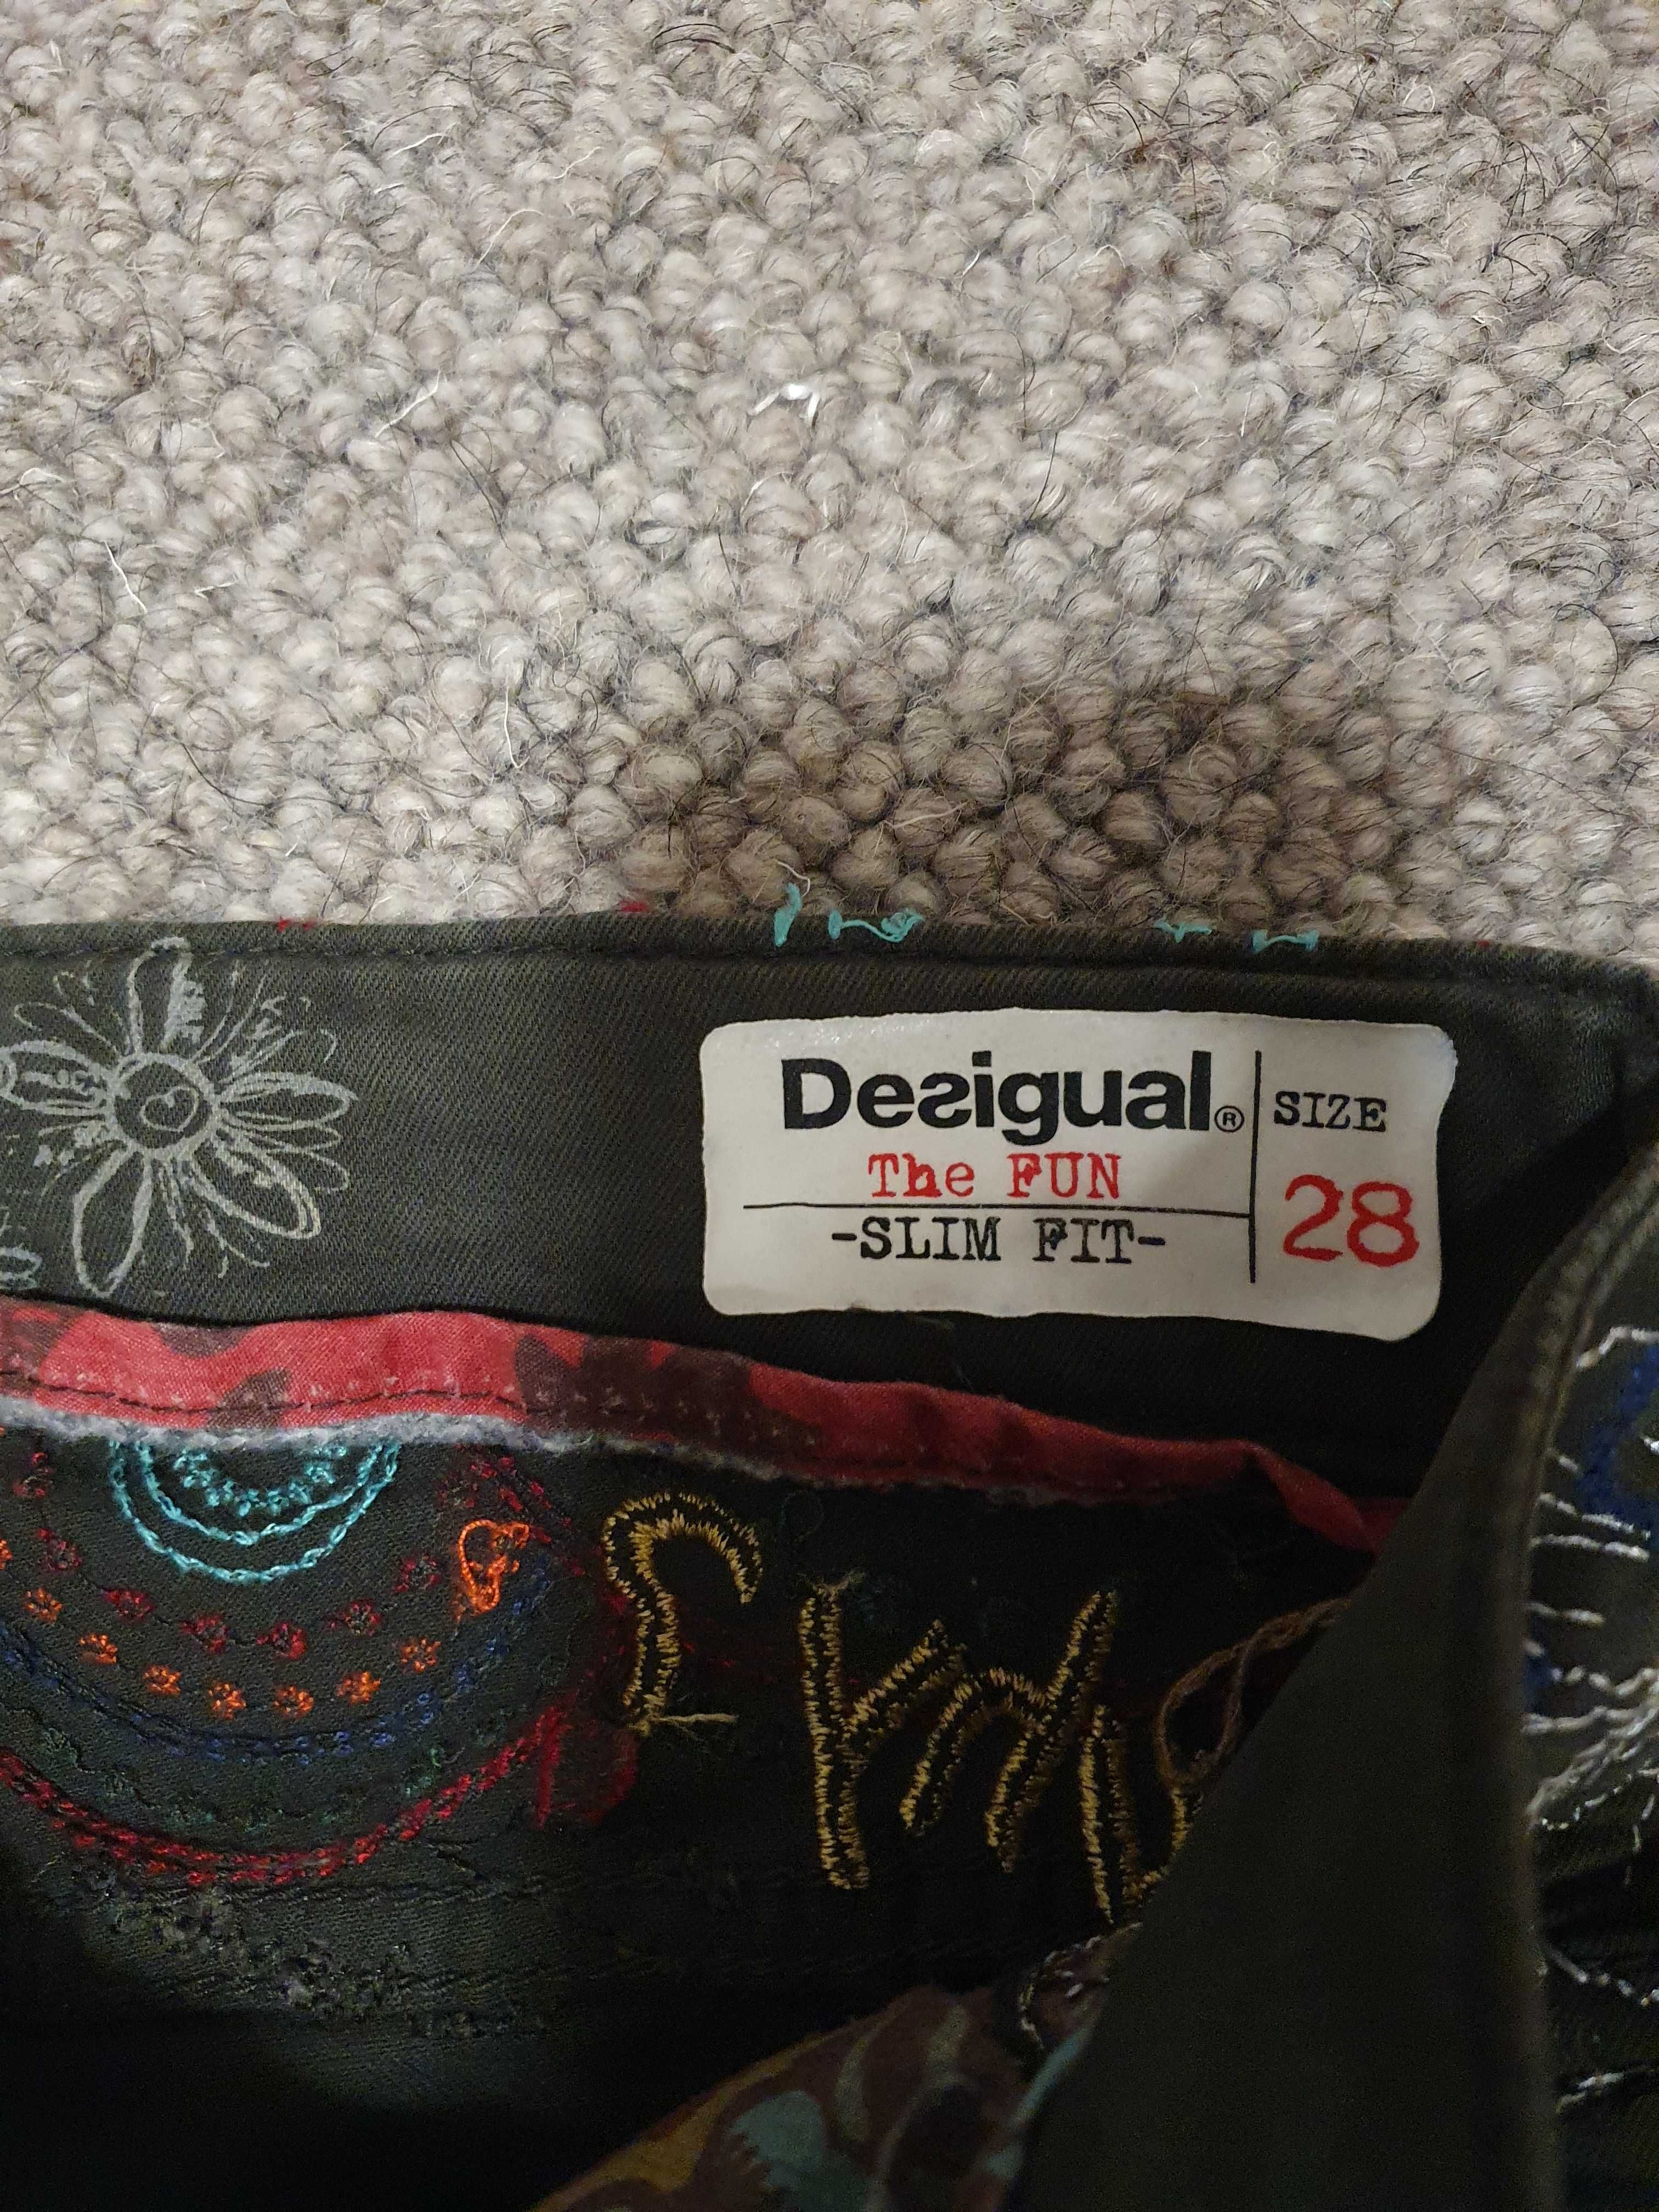 Desigual®
The FUN
-SLIM FIT-
SIZE
28